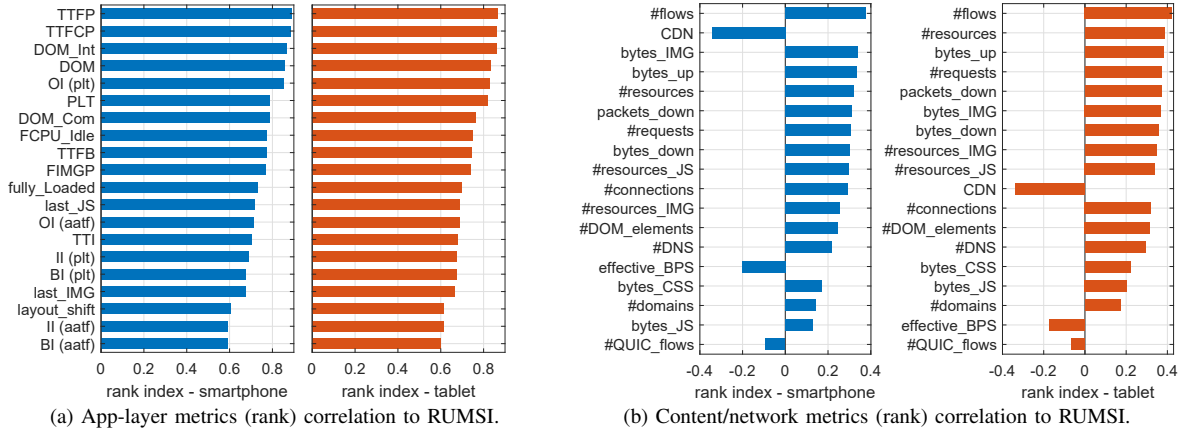 TTFP
TTFCP
DOM_Int
DOM
OI (plt)
PLT
DOM_Com
FCPU_Idle
TTFB
FIMGP
fully_Loaded
last_JS
OI (aatf)
TTI
II (plt)
BI (plt)
last_IMG
layout_shift
II (aatf)
BI (aatf)
0 0.2 0.4 0.6 0.8
rank index - smartphone
0 0.2 0.4 0.6 0.8
rank index - tablet
(a) App-layer metrics (rank) correlation to RUMSI.
#flows
CDN
bytes_IMG
bytes_up
#resources
packets_down
#requests
bytes_down
#resources_JS
#connections
#resources_IMG
#DOM_elements
#DNS
effective_BPS
bytes_CSS
#domains
bytes_JS
#QUIC_flows
-0.4 -0.2 0 0.2 0.4
rank index - smartphone
#flows
#resources
bytes_up
#requests
packets_down
bytes_IMG
bytes_down
#resources_IMG
#resources_JS
CDN
#connections
#DOM_elements
#DNS
bytes_CSS
bytes_JS
#domains
effective_BPS
#QUIC_flows
-0.4 -0.2 0 0.2 0.4
rank index - tablet
(b) Content/network metrics (rank) correlation to RUMSI.